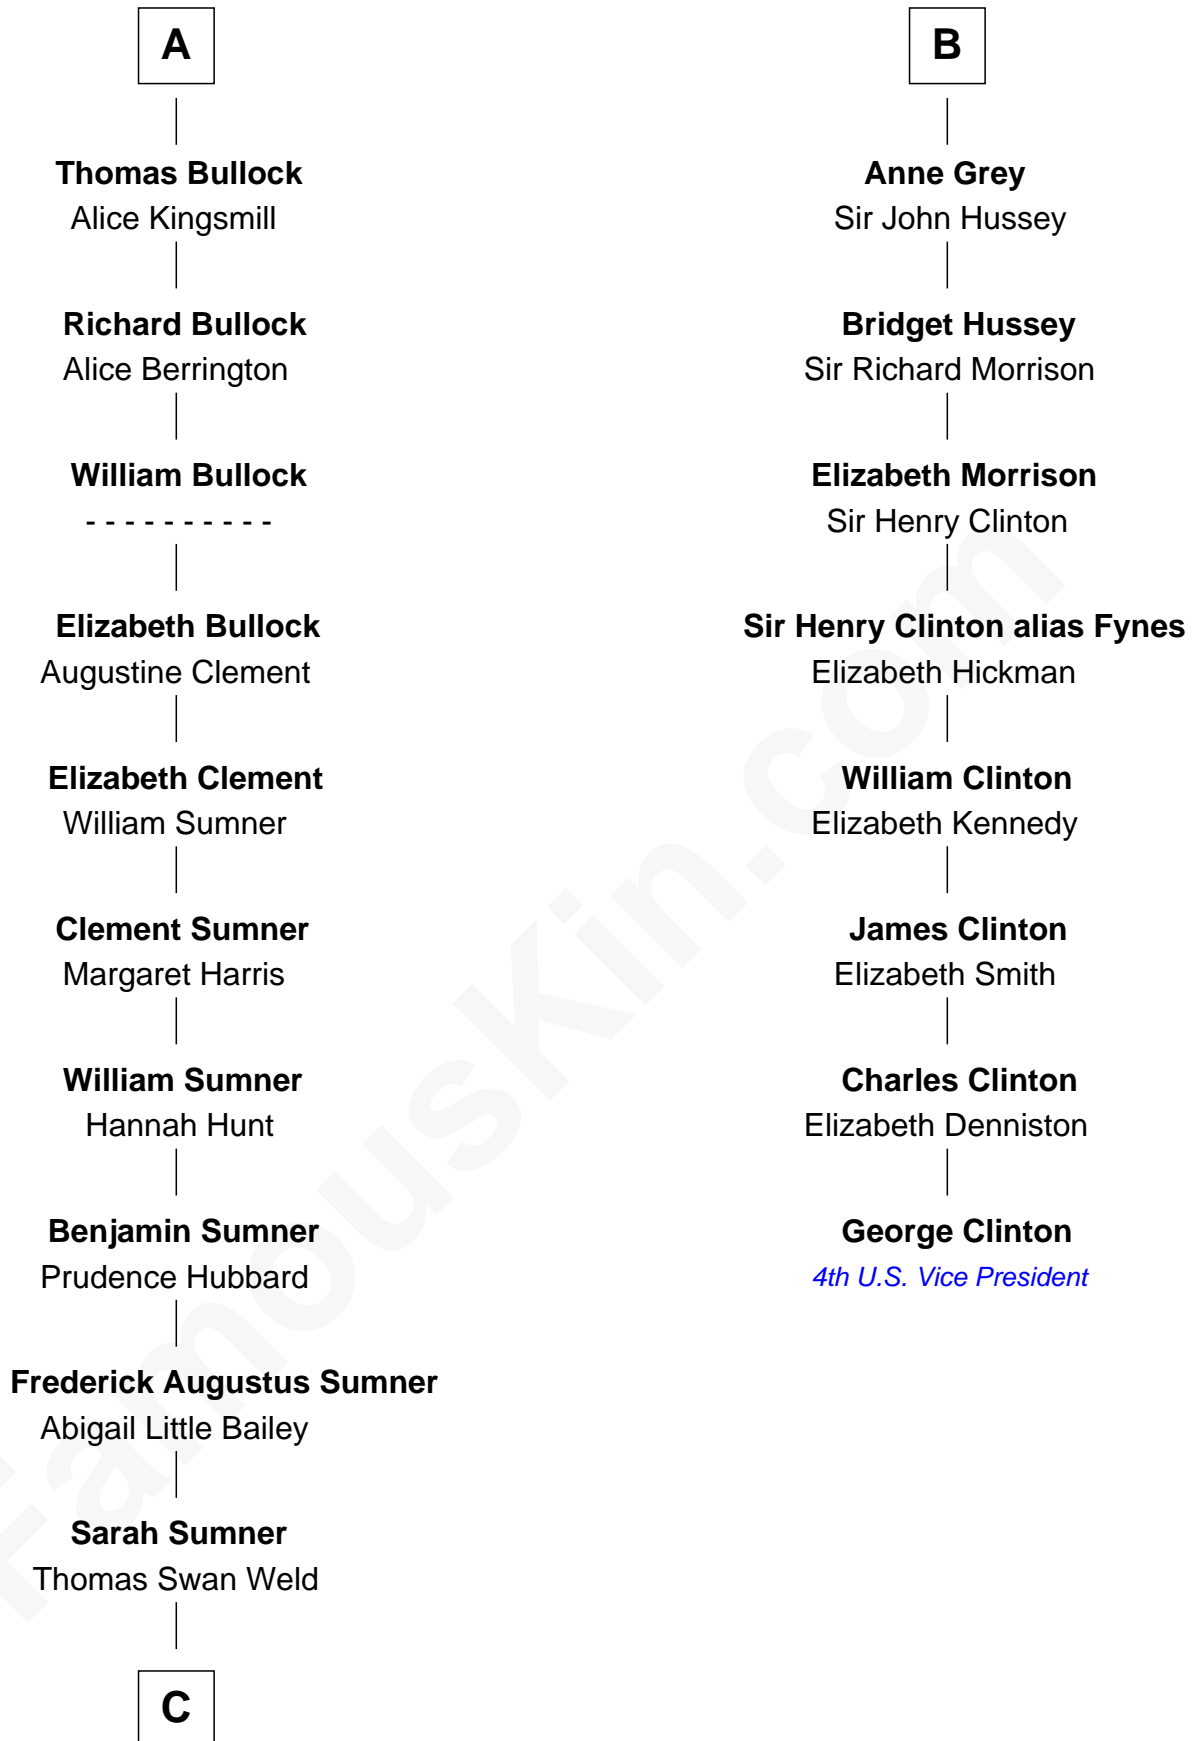 A
Thomas Bullock
Alice Kingsmill
Richard Bullock
Alice Berrington
William Bullock
- - - - - - - - - -
Elizabeth Bullock
Augustine Clement
Elizabeth Clement
William Sumner
Clement Sumner
Margaret Harris
William Sumner
Hannah Hunt
Benjamin Sumner
Prudence Hubbard
Frederick Augustus Sumner
Abigail Little Bailey
Sarah Sumner
Thomas Swan Weld
C
B
Anne Grey
Sir John Hussey
Bridget Hussey
Sir Richard Morrison
Elizabeth Morrison
Sir Henry Clinton
Sir Henry Clinton alias Fynes
Elizabeth Hickman
William Clinton
Elizabeth Kennedy
James Clinton
Elizabeth Smith
Charles Clinton
Elizabeth Denniston
George Clinton
4th U.S. Vice President
FamousKin.com